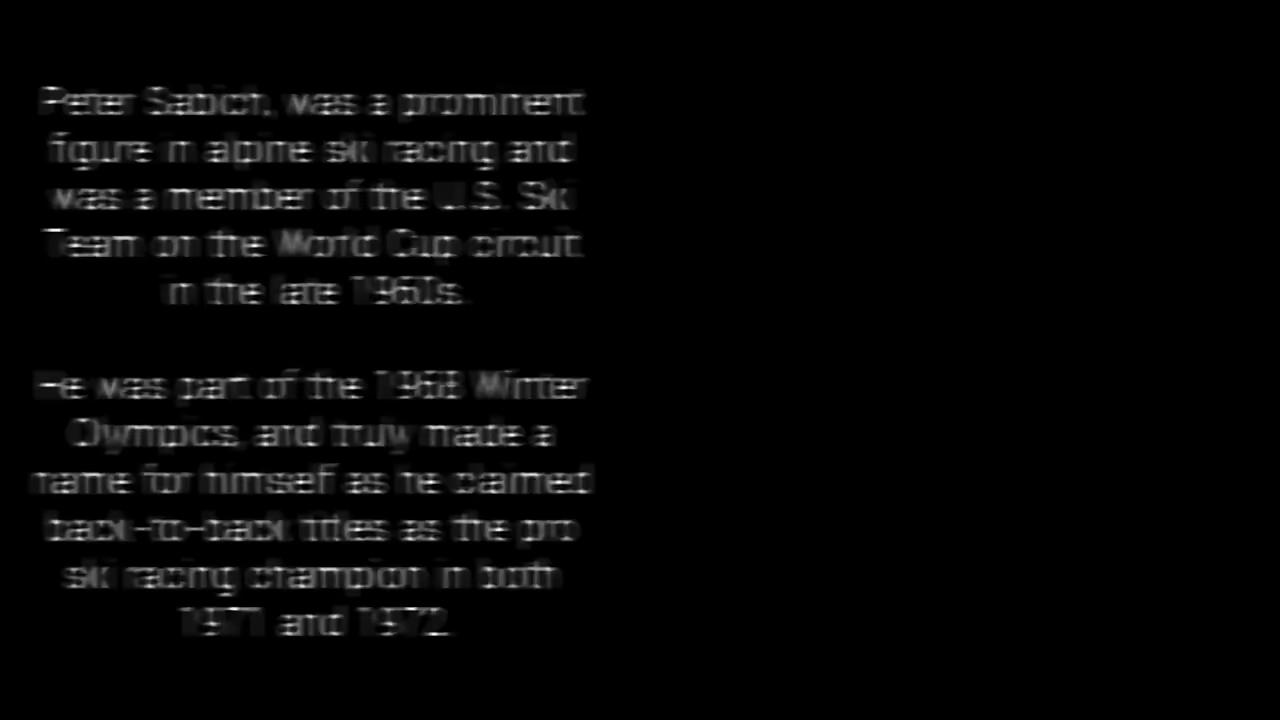 Peter Sabich, was a prominent
figure in alpine ski racing and
was a member of the U.S. Ski
Team on the World Cup circuit
in the late 1960s.
He was part of the 1968 Winter
Olympics, and truly made a
name for himself as he claimed
back-to-back titles as the pro
ski racing champion in both
1971 and 1972.